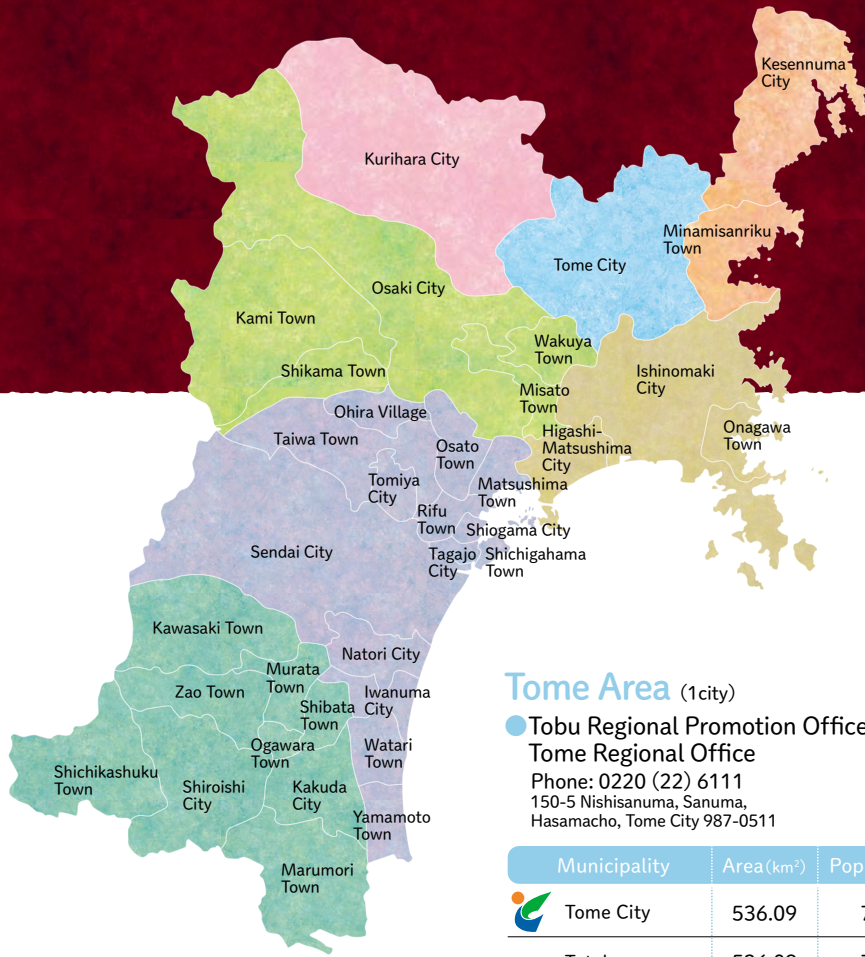 Kesennuma
City
Kurihara City
Minamisanriku
Town
Tome City
Osaki City
Kami Town
Wakuya
Town
Shikama Town
Ishinomaki
City
Misato
Town
Ohira Village
Onagawa
Town
Higashi-
Matsushima
City
Taiwa Town
Osato
Town
Tomiya
City
Matsushima
Town
Rifu
Town
Shiogama City
Sendai City
Tagajo
City
Shichigahama
Town
Kawasaki Town
Natori City
Murata
Town
Zao Town
Iwanuma
City
Shibata
Town
Ogawara
Town
Watari
Town
Shichikashuku
Town
Shiroishi
City
Kakuda
City
Yamamoto
Town
Marumori
Town
Tome Area (1city)
Tobu Regional Promotion Office
Tome Regional Office
Phone: 0220 (22) 6111
150-5 Nishisanuma, Sanuma,
Hasamacho, Tome City 987-0511
Municipality Area(km²) Pop
Tome City 536.09